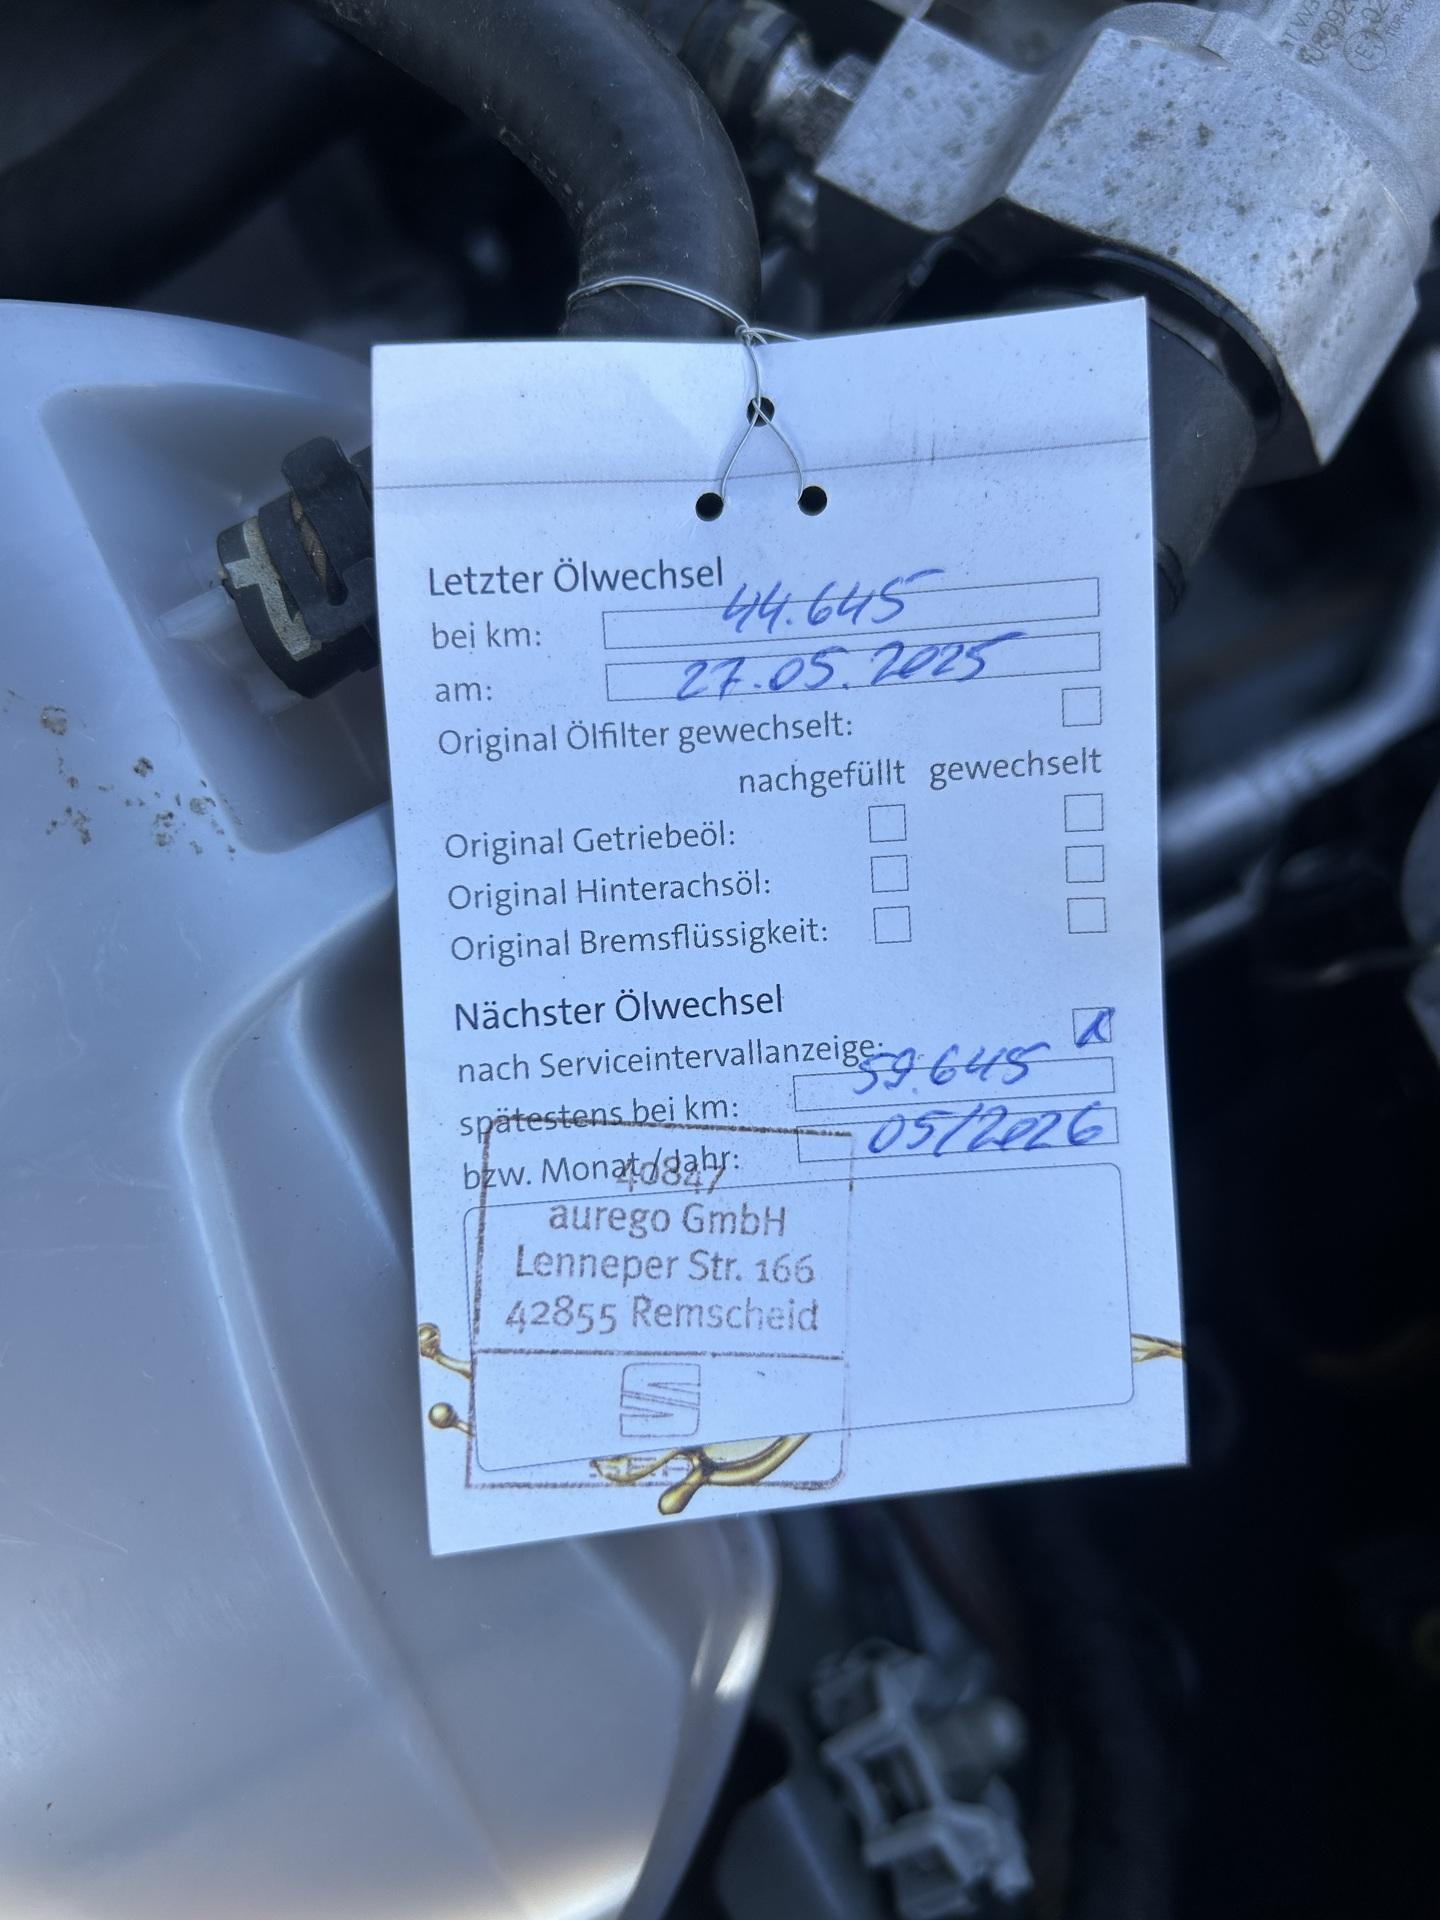 Letzter Ölwechsel
bei km: 44.645
am: 27.05.2025
Original Ölfilter gewechselt:
nachgefüllt gewechselt
Original Getriebeöl:
Original Hinterachsöl:
Original Bremsflüssigkeit:
Nächster Ölwechsel
nach Serviceintervallanzeige: x
spätestens bei km: 59.645
bzw. Monat/Jahr: 05/2026
40847
aurego GmbH
Lenneper Str. 166
42855 Remscheid
SEAT